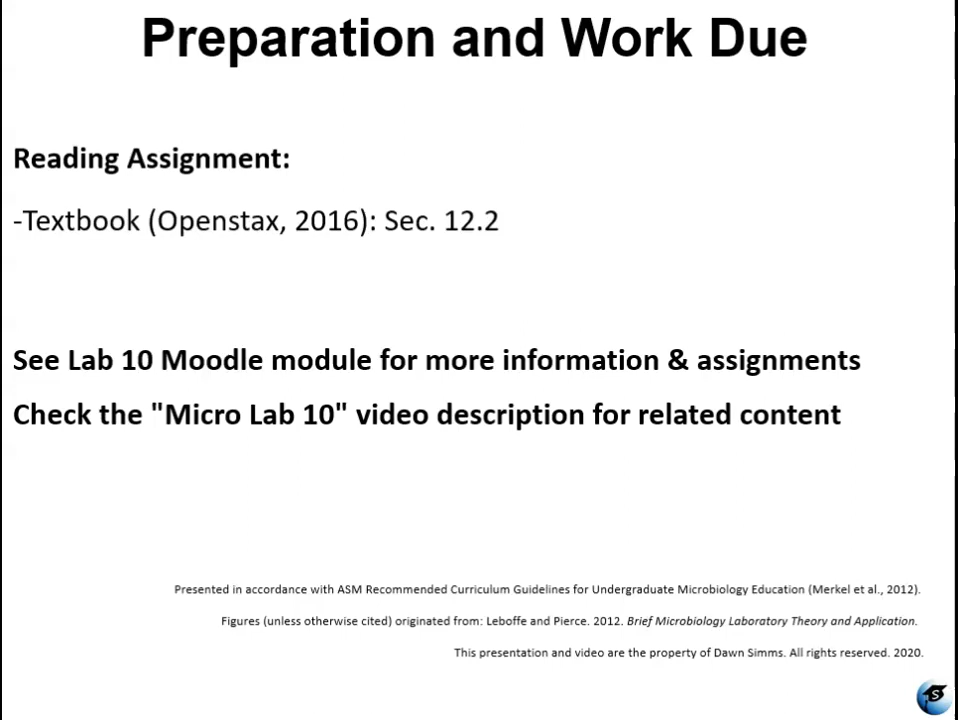 Preparation and Work Due
Reading Assignment:
-Textbook (Openstax, 2016): Sec. 12.2
See Lab 10 Moodle module for more information & assignments
Check the "Micro Lab 10" video description for related content
Presented in accordance with ASM Recommended Curriculum Guidelines for Undergraduate Microbiology Education (Merkel et al., 2012).
Figures (unless otherwise cited) originated from: Leboffe and Pierce. 2012. Brief Microbiology Laboratory Theory and Application.
This presentation and video are the property of Dawn Simms. All rights reserved. 2020.
S